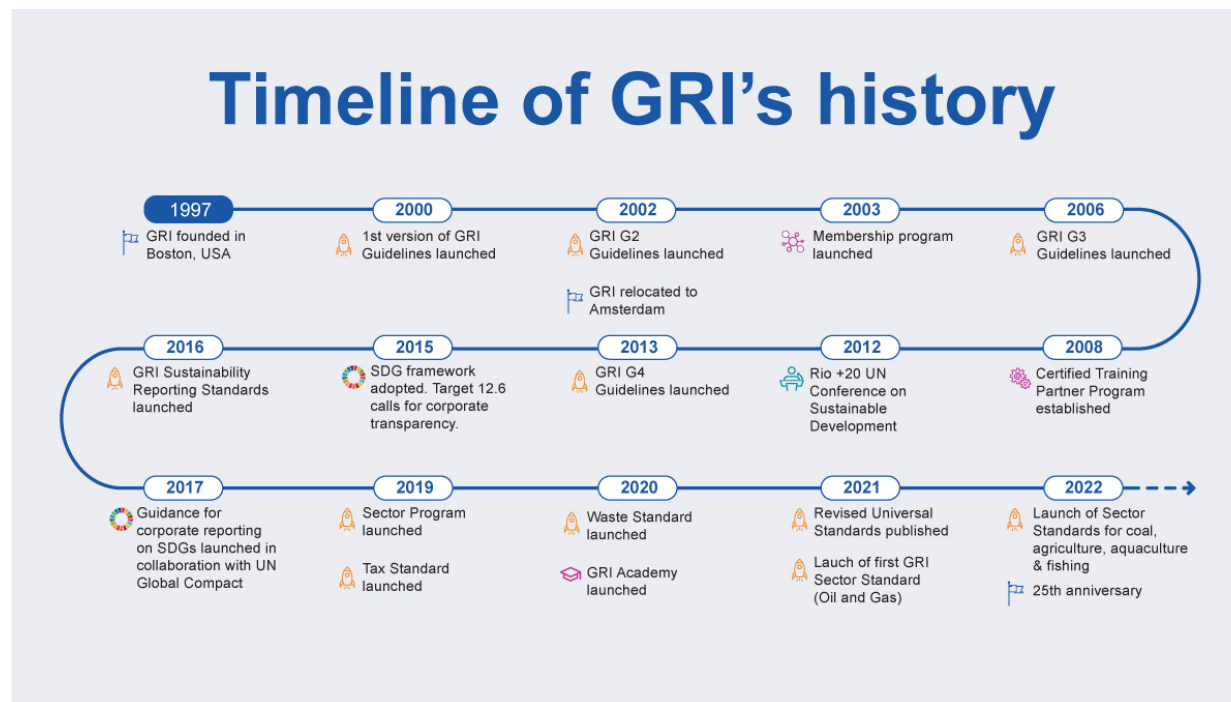 Timeline of GRI's history
1997
GRI founded in
Boston, USA
2000
1st version of GRI
Guidelines launched
2002
GRI G2
Guidelines launched
GRI relocated to
Amsterdam
2003
Membership program
launched
2006
GRI G3
Guidelines launched
2008
Certified Training
Partner Program
established
2012
Rio +20 UN
Conference on
Sustainable
Development
2013
GRI G4
Guidelines launched
2015
SDG framework
adopted. Target 12.6
calls for corporate
transparency.
2016
GRI Sustainability
Reporting Standards
launched
2017
Guidance for
corporate reporting
on SDGs launched in
collaboration with UN
Global Compact
2019
Sector Program
launched
Tax Standard
launched
2020
Waste Standard
launched
GRI Academy
launched
2021
Revised Universal
Standards published
Lauch of first GRI
Sector Standard
(Oil and Gas)
2022
Launch of Sector
Standards for coal,
agriculture, aquaculture
& fishing
25th anniversary